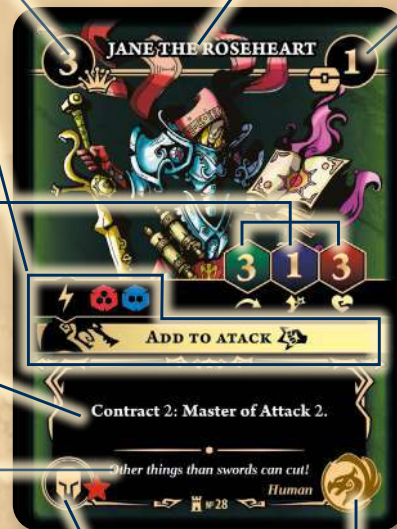 3 JANE THE ROSEHEART 1
3 1 3
ADD TO ATACK
Contract 2: Master of Attack 2.
Other things than swords can cut!
Human
Nº28